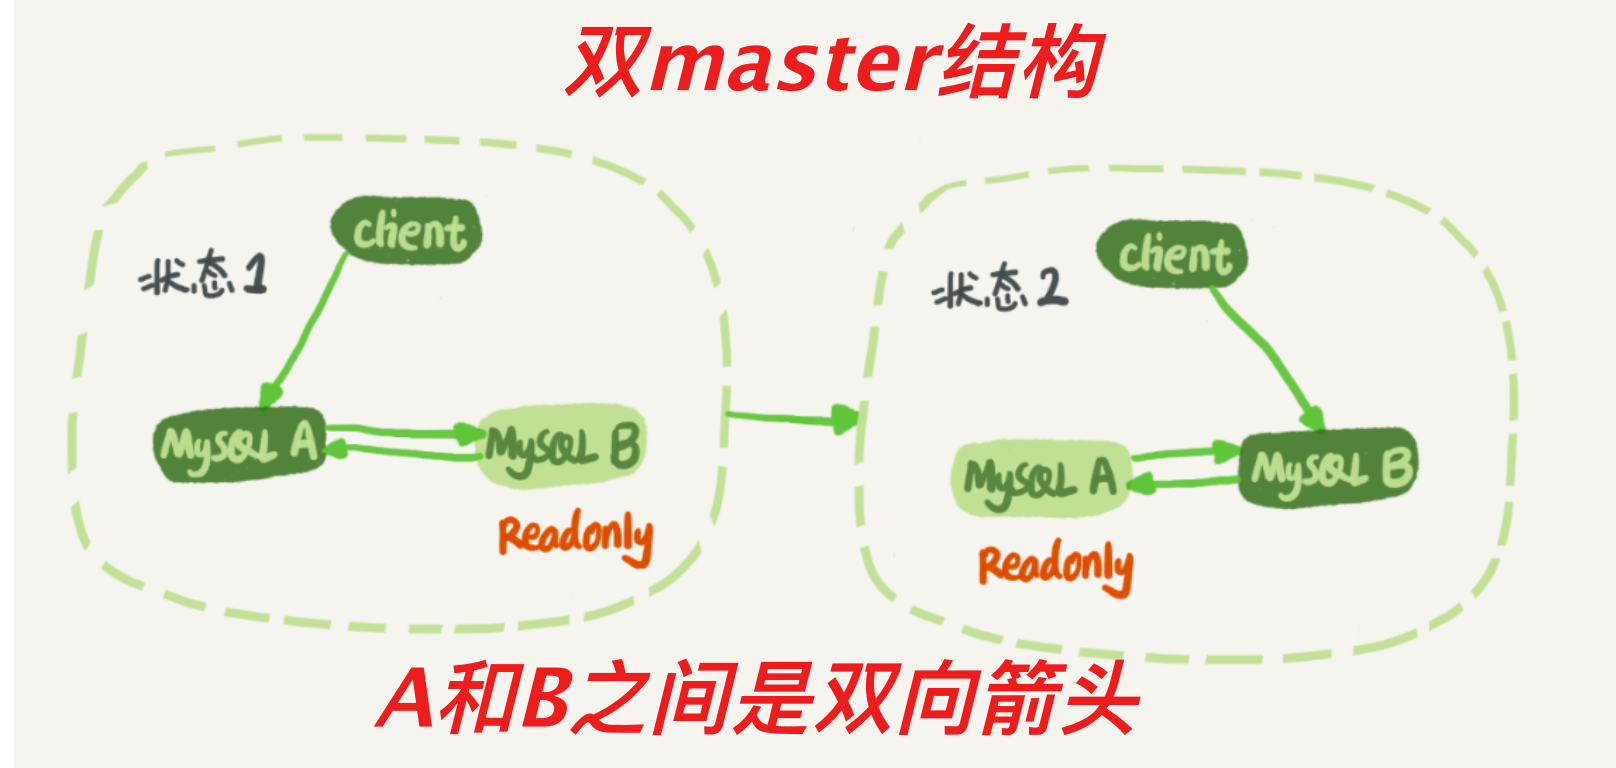 双master结构
client
状态1
MySQL A
MySQL B
Readonly
client
状态2
MySQL A
MySQL B
Readonly
A和B之间是双向箭头